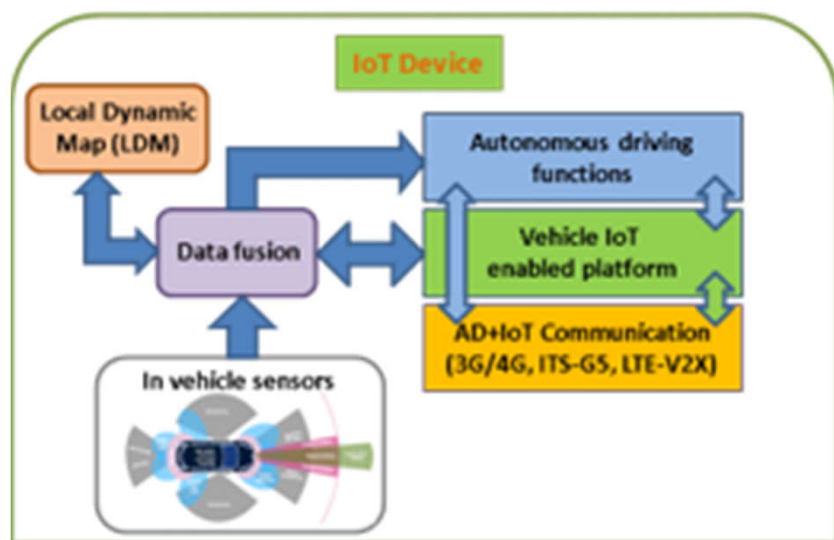 IoT Device
Local Dynamic
Map (LDM)
Autonomous driving
functions
Data fusion
Vehicle IoT
enabled platform
AD+IoT Communication
(3G/4G, ITS-G5, LTE-V2X)
In vehicle sensors